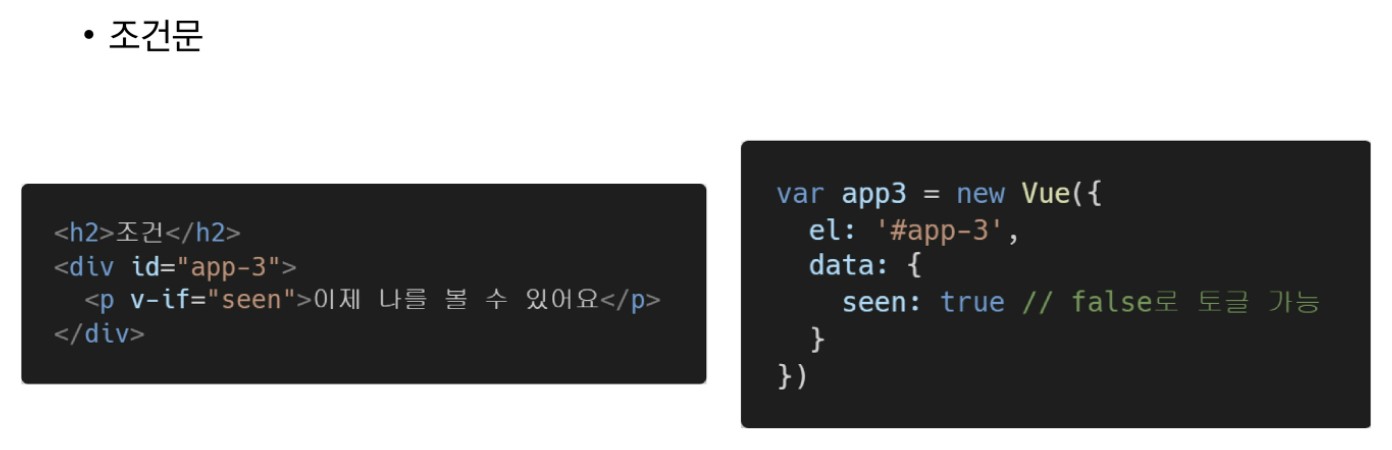 • 조건문
<h2>조건</h2>
<div id="app-3">
  <p v-if="seen">이제 나를 볼 수 있어요</p>
</div>
var app3 = new Vue({
  el: '#app-3',
  data: {
    seen: true // false로 토글 가능
  }
})